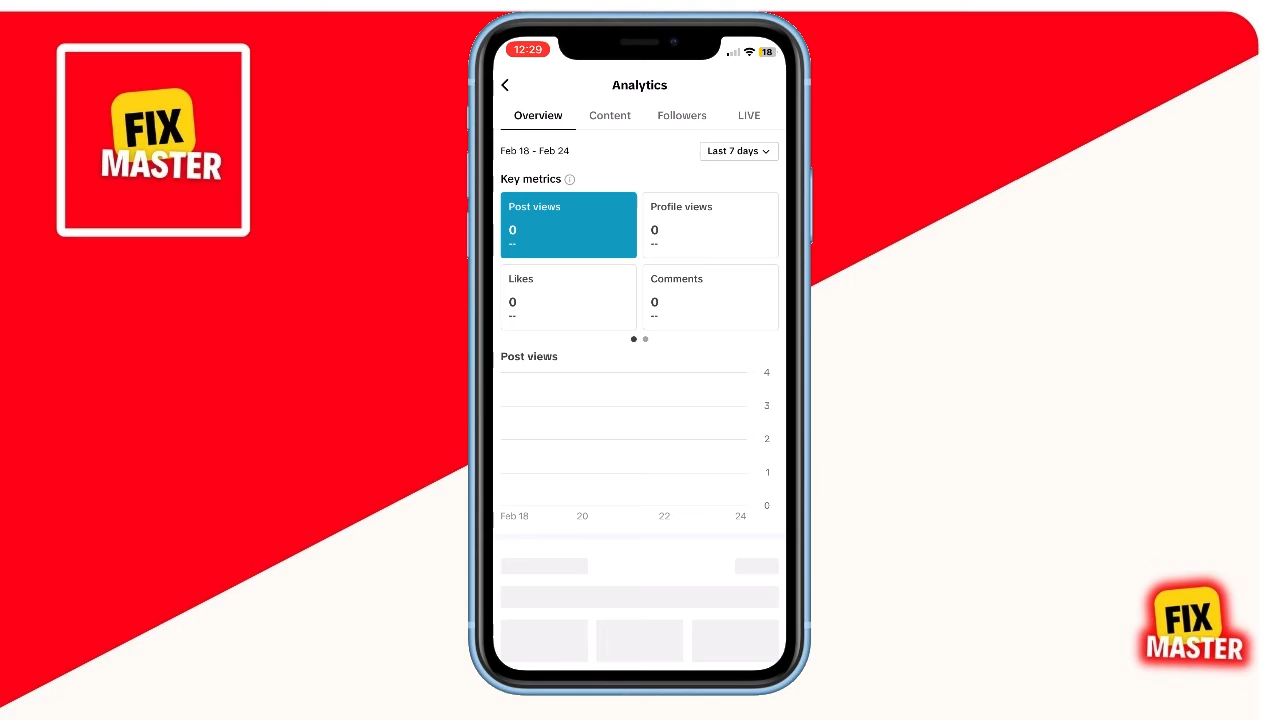 FIX
MASTER
12:29
18
Analytics
Overview
Content
Followers
LIVE
Feb 18 - Feb 24
Last 7 days
Key metrics
Post views
0
--
Profile views
0
--
Likes
0
--
Comments
0
--
Post views
4
3
2
1
0
Feb 18
20
22
24
FIX
MASTER